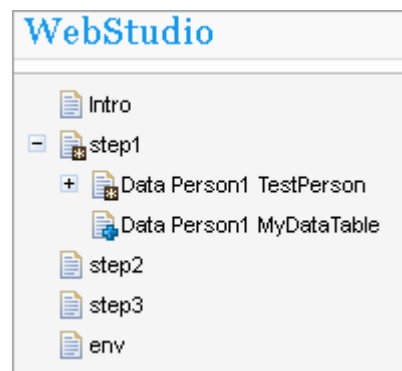 WebStudio
Intro
step1
Data Person1 TestPerson
Data Person1 MyDataTable
step2
step3
env